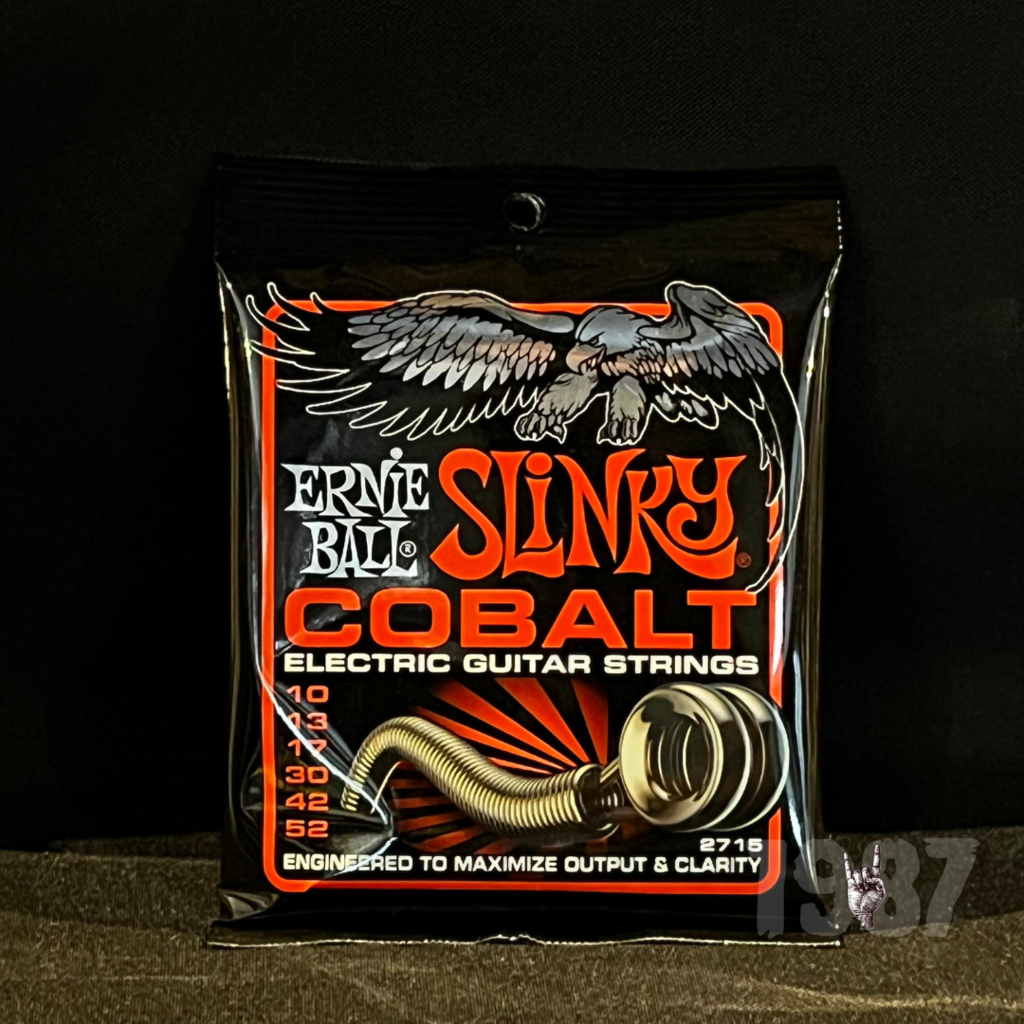 ERNIE BALL® SLINKY®
COBALT
ELECTRIC GUITAR STRINGS
10
13
17
30
42
52
2715
ENGINEERED TO MAXIMIZE OUTPUT & CLARITY
1987